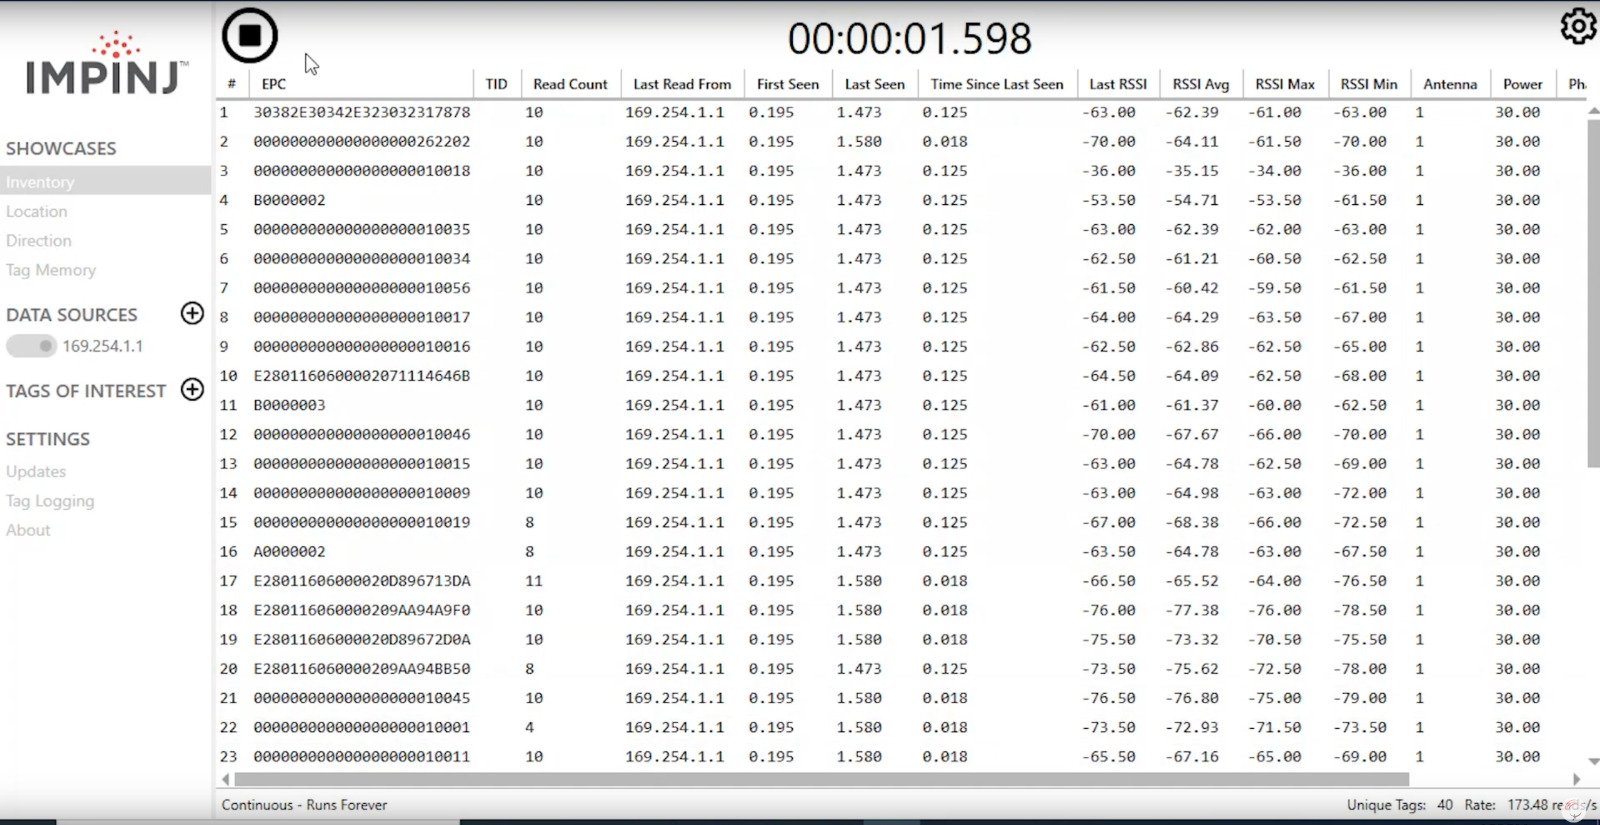 00:00:01.598
IMPINJ™
# EPC TID Read Count Last Read From First Seen Last Seen Time Since Last Seen Last RSSI RSSI Avg RSSI Max RSSI Min Antenna Power Ph
1 30382E30342E323032317878 10 169.254.1.1 0.195 1.473 0.125 -63.00 -62.39 -61.00 -63.00 1 30.00
2 000000000000000000262202 10 169.254.1.1 0.195 1.580 0.018 -70.00 -64.11 -61.50 -70.00 1 30.00
3 000000000000000000010018 10 169.254.1.1 0.195 1.473 0.125 -36.00 -35.15 -34.00 -36.00 1 30.00
4 B0000002 10 169.254.1.1 0.195 1.473 0.125 -53.50 -54.71 -53.50 -61.50 1 30.00
5 000000000000000000010035 10 169.254.1.1 0.195 1.473 0.125 -63.00 -62.39 -62.00 -63.00 1 30.00
6 000000000000000000010034 10 169.254.1.1 0.195 1.473 0.125 -62.50 -61.21 -60.50 -62.50 1 30.00
7 000000000000000000010056 10 169.254.1.1 0.195 1.473 0.125 -61.50 -60.42 -59.50 -61.50 1 30.00
8 000000000000000000010017 10 169.254.1.1 0.195 1.473 0.125 -64.00 -64.29 -63.50 -67.00 1 30.00
9 000000000000000000010016 10 169.254.1.1 0.195 1.473 0.125 -62.50 -62.86 -62.50 -65.00 1 30.00
10 E2801160600002071114646B 10 169.254.1.1 0.195 1.473 0.125 -64.50 -64.09 -62.50 -68.00 1 30.00
11 B0000003 10 169.254.1.1 0.195 1.473 0.125 -61.00 -61.37 -60.00 -62.50 1 30.00
12 000000000000000000010046 10 169.254.1.1 0.195 1.473 0.125 -70.00 -67.67 -66.00 -70.00 1 30.00
13 000000000000000000010015 10 169.254.1.1 0.195 1.473 0.125 -63.00 -64.78 -62.50 -69.00 1 30.00
14 000000000000000000010009 10 169.254.1.1 0.195 1.473 0.125 -63.00 -64.98 -63.00 -72.00 1 30.00
15 000000000000000000010019 8 169.254.1.1 0.195 1.473 0.125 -67.00 -68.38 -66.00 -72.50 1 30.00
16 A0000002 8 169.254.1.1 0.195 1.473 0.125 -63.50 -64.78 -63.00 -67.50 1 30.00
17 E28011606000020D896713DA 11 169.254.1.1 0.195 1.580 0.018 -66.50 -65.52 -64.00 -76.50 1 30.00
18 E280116060000209AA94A9F0 10 169.254.1.1 0.195 1.580 0.018 -76.00 -77.38 -76.00 -78.50 1 30.00
19 E28011606000020D89672D0A 10 169.254.1.1 0.195 1.580 0.018 -75.50 -73.32 -70.50 -75.50 1 30.00
20 E280116060000209AA94BB50 8 169.254.1.1 0.195 1.473 0.125 -73.50 -75.62 -72.50 -78.00 1 30.00
21 000000000000000000010045 10 169.254.1.1 0.195 1.580 0.018 -76.50 -76.80 -75.00 -79.00 1 30.00
22 000000000000000000010001 4 169.254.1.1 0.195 1.580 0.018 -73.50 -72.93 -71.50 -73.50 1 30.00
23 000000000000000000010011 10 169.254.1.1 0.195 1.580 0.018 -65.50 -67.16 -65.00 -69.00 1 30.00
SHOWCASES
Inventory
Location
Direction
Tag Memory
DATA SOURCES
169.254.1.1
TAGS OF INTEREST
SETTINGS
Updates
Tag Logging
About
Continuous - Runs Forever
Unique Tags: 40 Rate: 173.48 reads/s